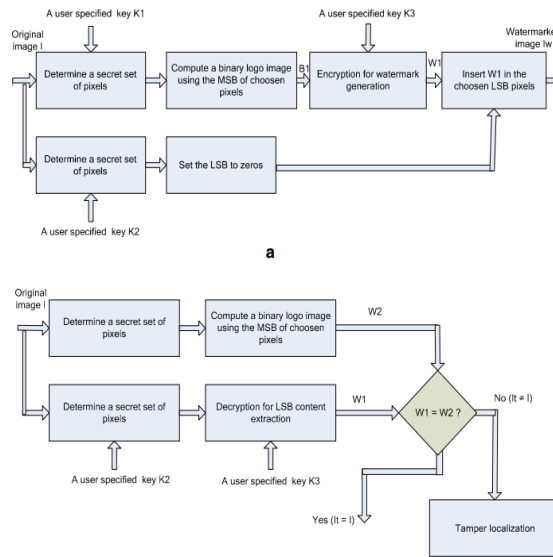 A user specified key K1
A user specified key K3
Original
image I
Watermarke
image Iw
Determine a secret set
of pixels
Compute a binary logo image
using the MSB of choosen
pixels
B1
Encryption for watermark
generation
W1
Insert W1 in the
choosen LSB pixels
Determine a secret set
of pixels
Set the LSB to zeros
A user specified key K2
a
Original
image I
Determine a secret set of
pixels
Compute a binary logo image
using the MSB of choosen
pixels
W2
Determine a secret set of
pixels
Decryption for LSB content
extraction
W1
W1 = W2 ?
No (It ≠ I)
A user specified key K2
A user specified key K3
Yes (It = I)
Tamper localization